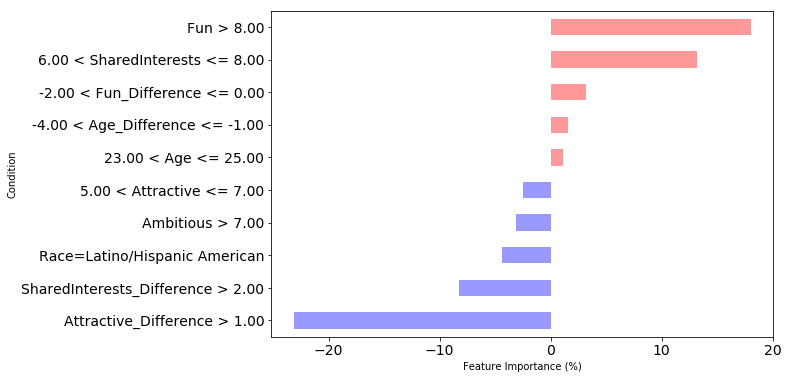 Fun > 8.00
6.00 < SharedInterests <= 8.00
-2.00 < Fun_Difference <= 0.00
-4.00 < Age_Difference <= -1.00
23.00 < Age <= 25.00
5.00 < Attractive <= 7.00
Ambitious > 7.00
Race=Latino/Hispanic American
SharedInterests_Difference > 2.00
Attractive_Difference > 1.00
Condition
−20 −10 0 10 20
Feature Importance (%)